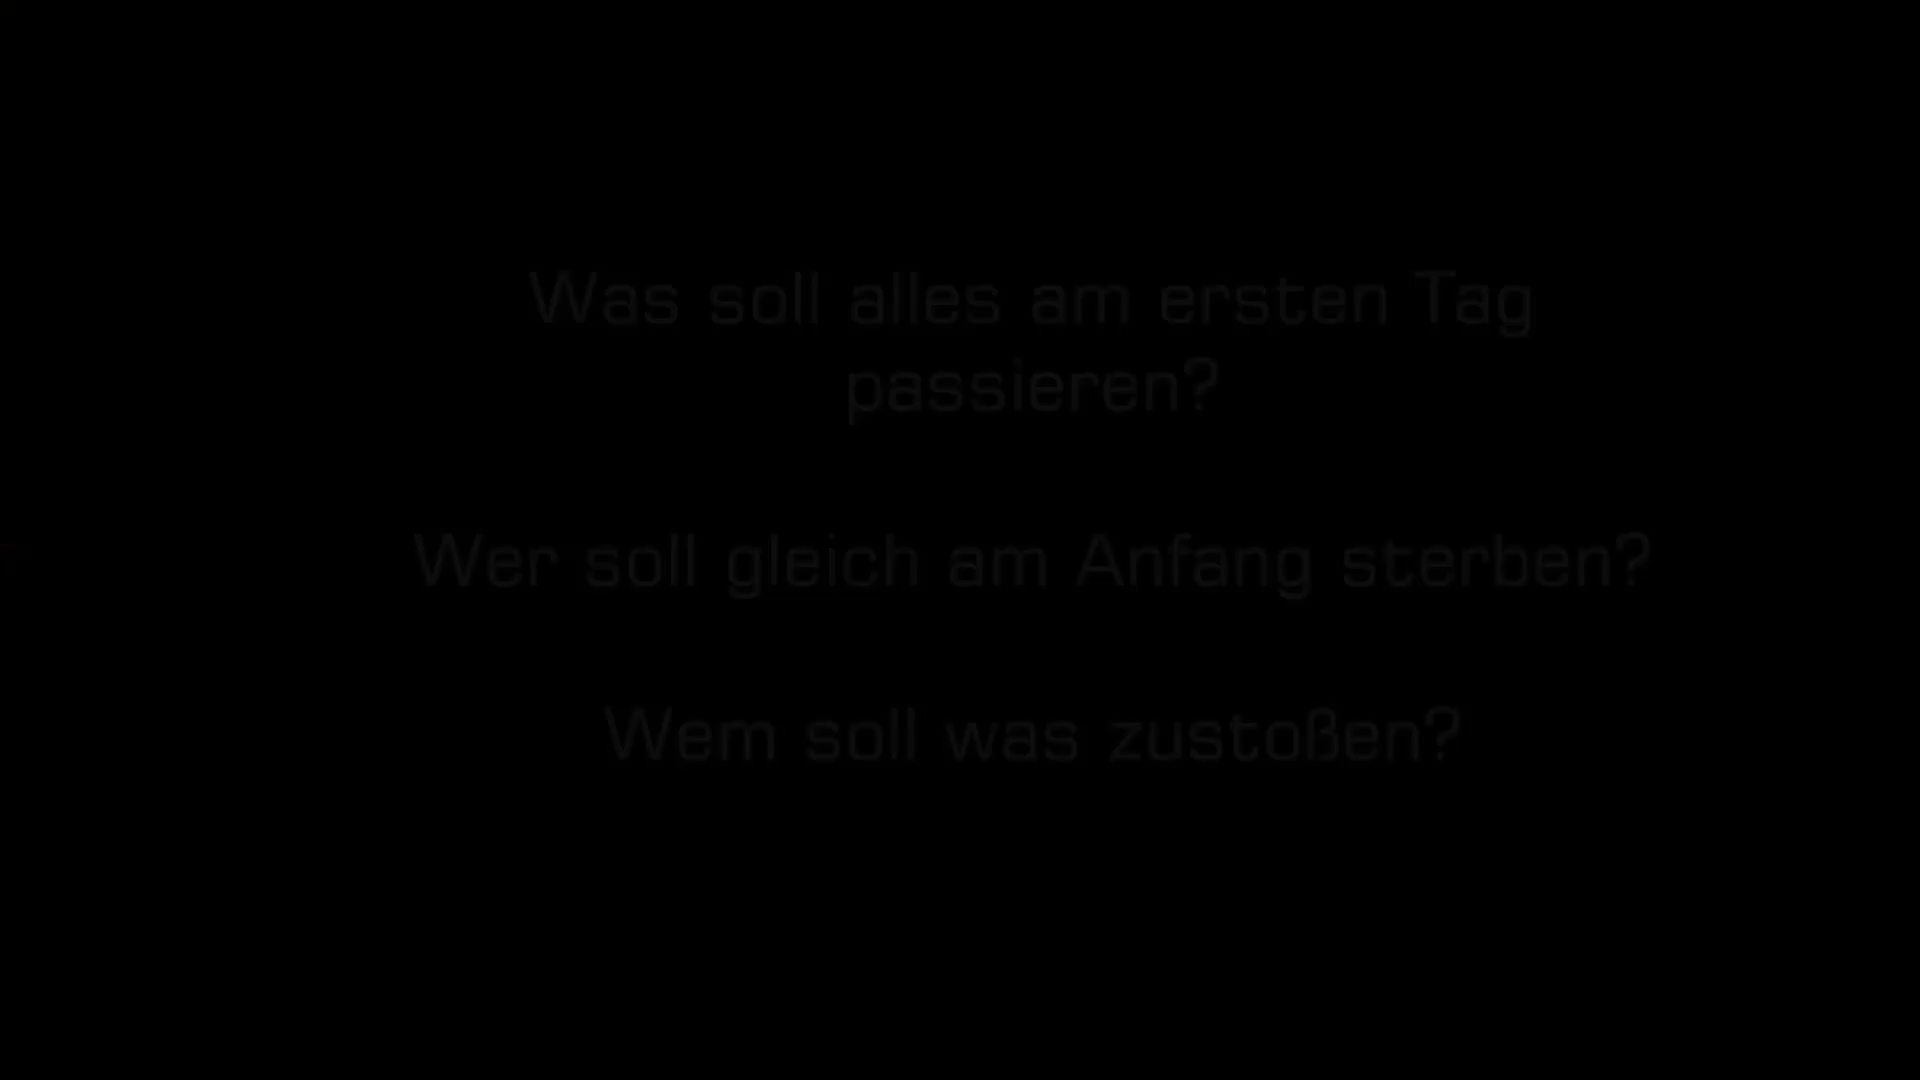 Was soll alles am ersten Tag
passieren?
Wer soll gleich am Anfang sterben?
Wem soll was zustoßen?